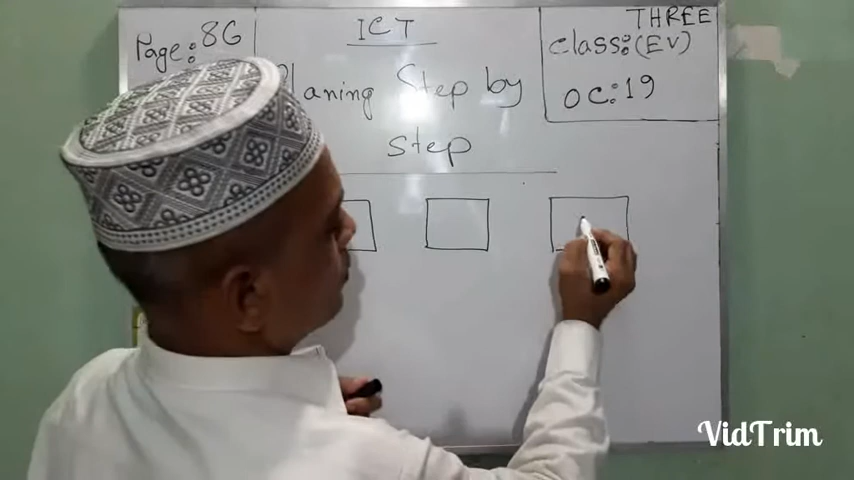 Page: 86
ICT
THREE
Class: (EV)
Planing Step by
Step
OC: 19
VidTrim